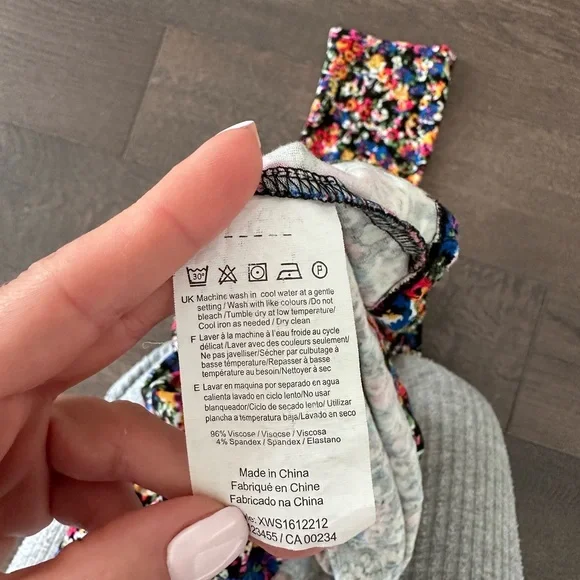 30°
P
UK Machine wash in cool water at a gentle
setting / Wash with like colours /Do not
bleach /Tumble dry at low temperature/
Cool iron as needed / Dry clean
F Laver à la machine à l'eau froide au cycle
délicat /Laver avec des couleurs seulement/
Ne pas javelliser/Sécher par culbutage à
basse température/Repasser à basse
température au besoin/Nettoyer à sec
E Lavar en maquina por separado en agua
calienta lavado en ciclo lento/No usar
blanqueador/Ciclo de secado lento/ Utilizar
plancha a temperatura baja/Lavado en seco
96% Viscose / Visocse / Viscosa
4% Spandex / Spandex / Elastano
Made in China
Fabriqué en Chine
Fabricado na China
XWS1612212
23455 / CA 00234